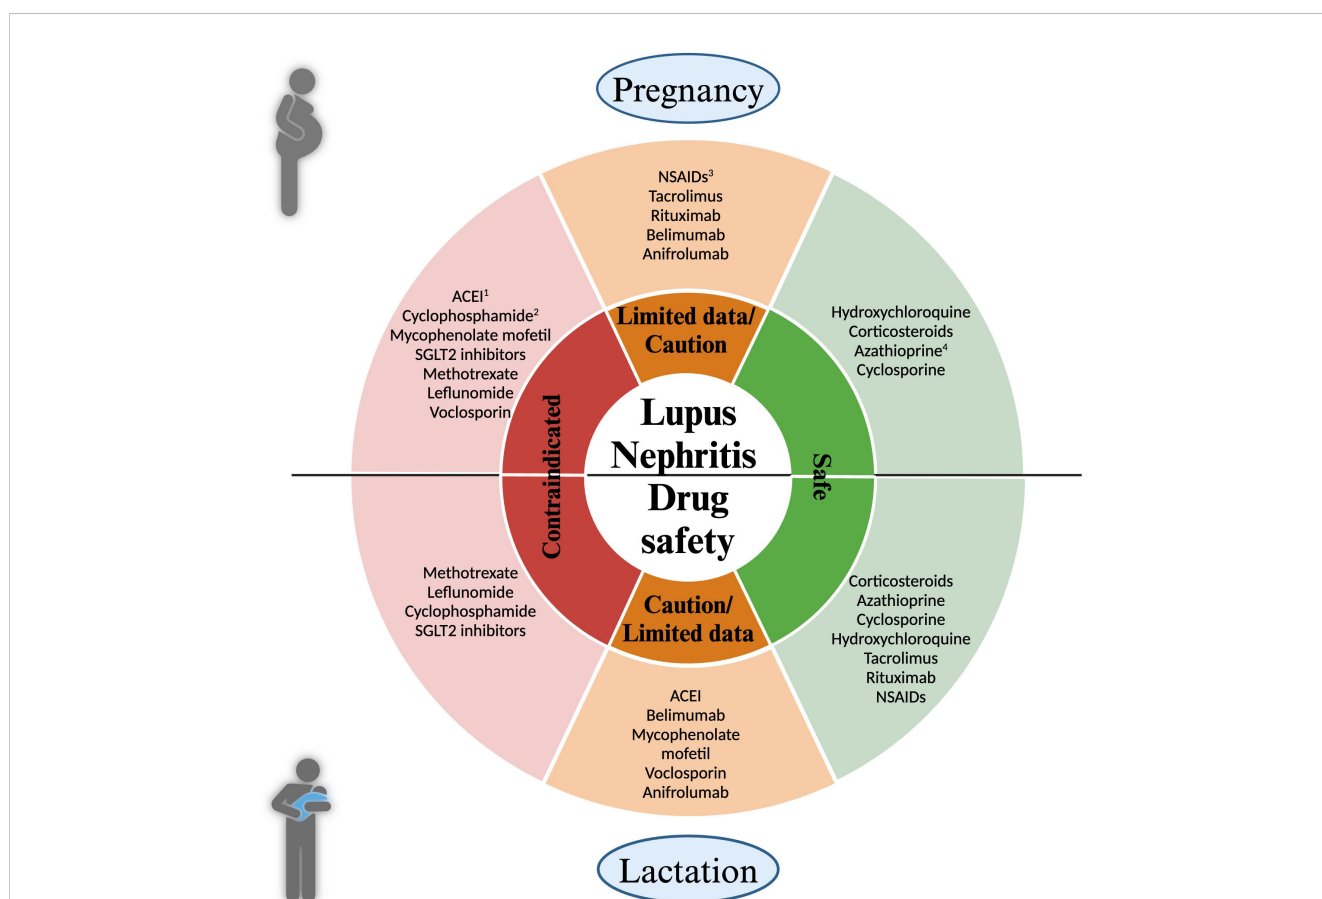 Pregnancy
NSAIDs³
Tacrolimus
Rituximab
Belimumab
Anifrolumab
ACEI¹
Cyclophosphamide²
Mycophenolate mofetil
SGLT2 inhibitors
Methotrexate
Leflunomide
Voclosporin
Limited data/
Caution
Hydroxychloroquine
Corticosteroids
Azathioprine⁴
Cyclosporine
Contraindicated
Lupus
Nephritis
Drug
safety
Safe
Methotrexate
Leflunomide
Cyclophosphamide
SGLT2 inhibitors
Caution/
Limited data
Corticosteroids
Azathioprine
Cyclosporine
Hydroxychloroquine
Tacrolimus
Rituximab
NSAIDs
ACEI
Belimumab
Mycophenolate
mofetil
Voclosporin
Anifrolumab
Lactation